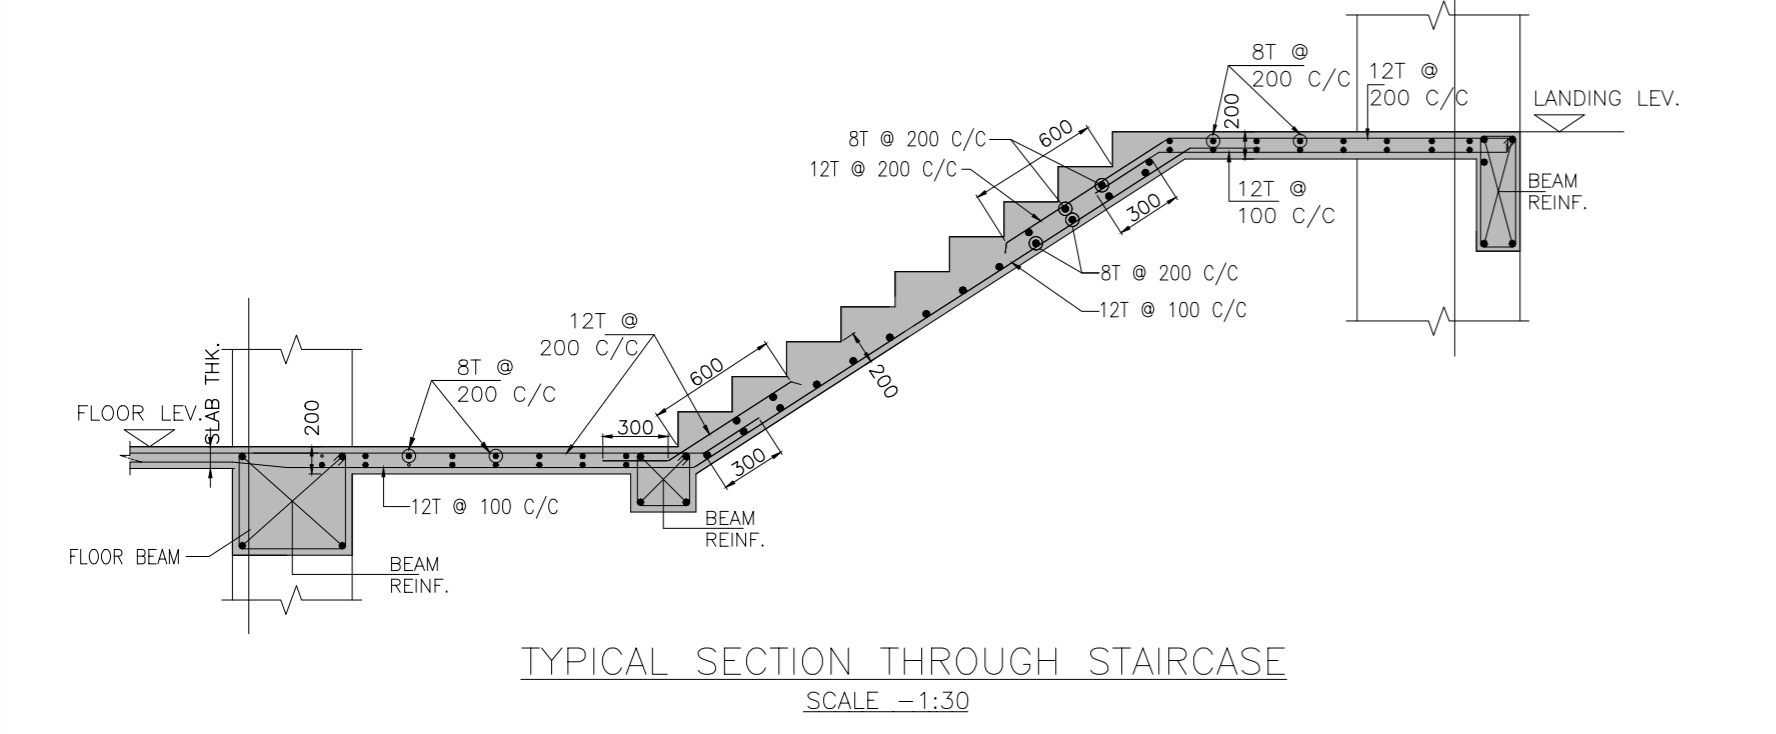 8T @
200 C/C
12T @
200 C/C
LANDING LEV.
200
8T @ 200 C/C
600
12T @ 200 C/C
BEAM
REINF.
12T @
100 C/C
300
8T @ 200 C/C
12T @ 100 C/C
12T @
200 C/C
8T @
200 C/C
600
200
SLAB THK.
FLOOR LEV.
200
300
300
12T @ 100 C/C
BEAM
REINF.
FLOOR BEAM
BEAM
REINF.
TYPICAL SECTION THROUGH STAIRCASE
SCALE -1:30